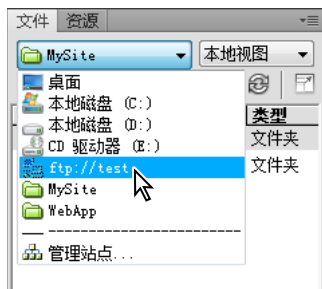 文件 资源
MySite 本地视图
桌面
本地磁盘 (C:)
本地磁盘 (D:)
CD 驱动器 (E:)
ftp://test
MySite
WebApp
管理站点...
类型
文件夹
文件夹